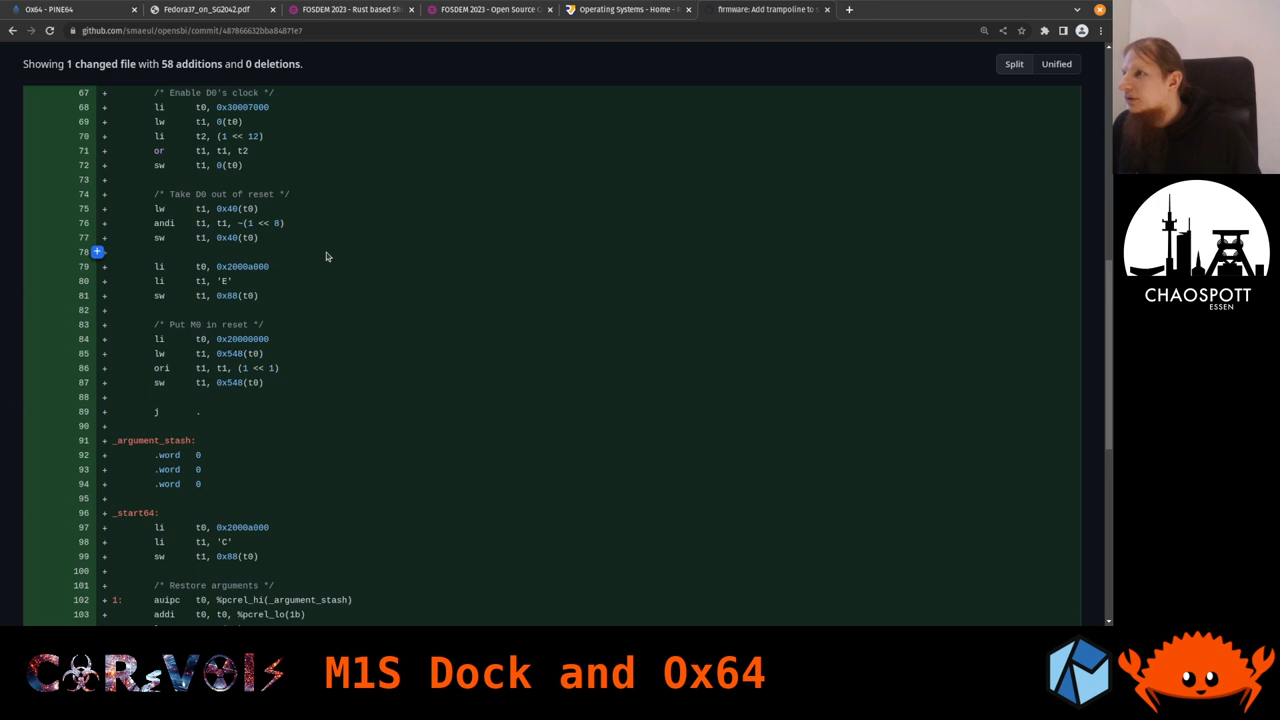 Ox64 - PINE64
Fedora37_on_SG2042.pdf
FOSDEM 2023 - Rust based Sh
FOSDEM 2023 - Open Source C
Operating Systems - Home - R
firmware: Add trampoline to s
github.com/smaeul/opensbi/commit/487866632bba84871e7
Showing 1 changed file with 58 additions and 0 deletions.
Split Unified
67 + /* Enable D0's clock */
68 + li t0, 0x30007000
69 + lw t1, 0(t0)
70 + li t2, (1 << 12)
71 + or t1, t1, t2
72 + sw t1, 0(t0)
73 +
74 + /* Take D0 out of reset */
75 + lw t1, 0x40(t0)
76 + andi t1, t1, ~(1 << 8)
77 + sw t1, 0x40(t0)
78 +
79 + li t0, 0x2000a000
80 + li t1, 'E'
81 + sw t1, 0x88(t0)
82 +
83 + /* Put M0 in reset */
84 + li t0, 0x20000000
85 + lw t1, 0x548(t0)
86 + ori t1, t1, (1 << 1)
87 + sw t1, 0x548(t0)
88 +
89 + j .
90 +
91 + _argument_stash:
92 + .word 0
93 + .word 0
94 + .word 0
95 +
96 + _start64:
97 + li t0, 0x2000a000
98 + li t1, 'C'
99 + sw t1, 0x88(t0)
100 +
101 + /* Restore arguments */
102 + 1: auipc t0, %pcrel_hi(_argument_stash)
103 + addi t0, t0, %pcrel_lo(1b)
CHAOSPOTT
ESSEN
M1S Dock and Ox64